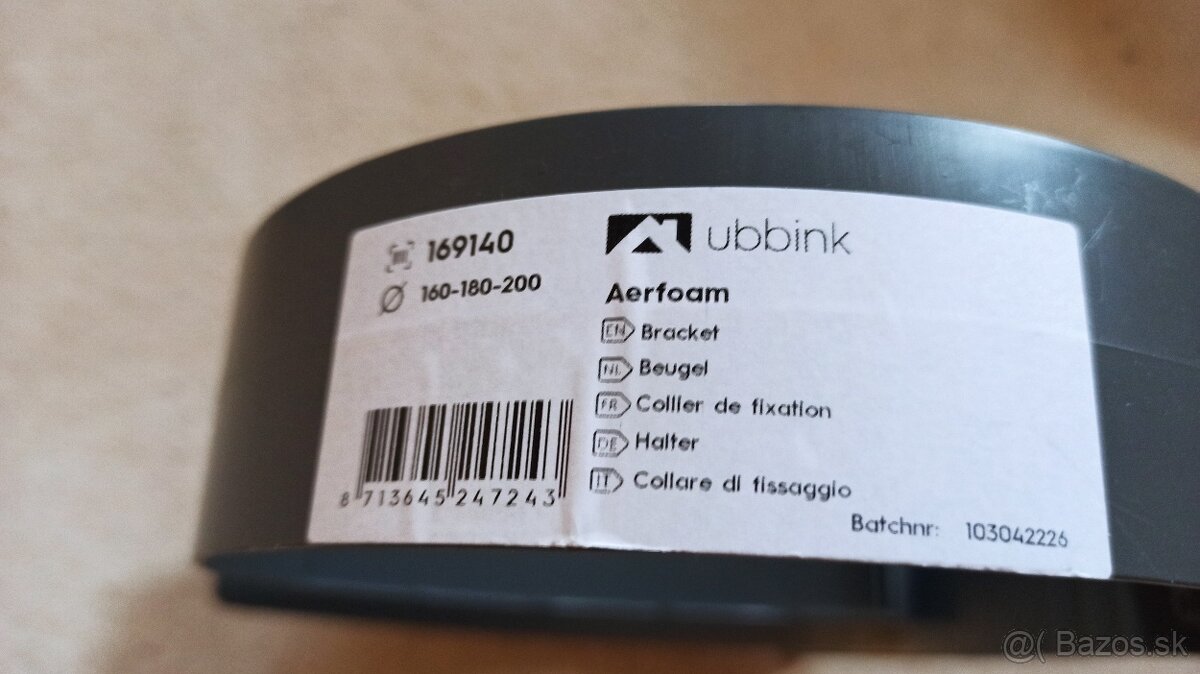 169140
160-180-200
8 713645 247243
ubbink
Aerfoam
EN Bracket
NL Beugel
FR Collier de fixation
DE Halter
IT Collare di fissaggio
Batchnr: 103042226
@( Bazos.sk